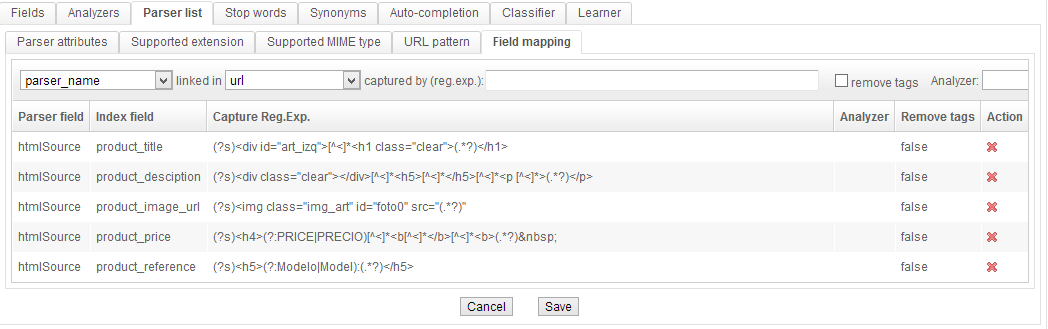 Fields Analyzers Parser list Stop words Synonyms Auto-completion Classifier Learner
Parser attributes Supported extension Supported MIME type URL pattern Field mapping
parser_name linked in url captured by (reg.exp.): remove tags Analyzer:
Parser field Index field Capture Reg.Exp. Analyzer Remove tags Action
htmlSource product_title (?s)<div id="art_izq">[^<]*<h1 class="clear">(.*?)</h1> false
htmlSource product_desciption (?s)<div class="clear"></div>[^<]*<h5>[^<]*</h5>[^<]*<p [^<]*>(.*?)</p> false
htmlSource product_image_url (?s)<img class="img_art" id="foto0" src="(.*?)" false
htmlSource product_price (?s)<h4>(?:PRICE|PRECIO)[^<]*<b[^<]*</b>[^<]*<b>(.*?)&nbsp; false
htmlSource product_reference (?s)<h5>(?:Modelo|Model):(.*?)</h5> false
Cancel Save